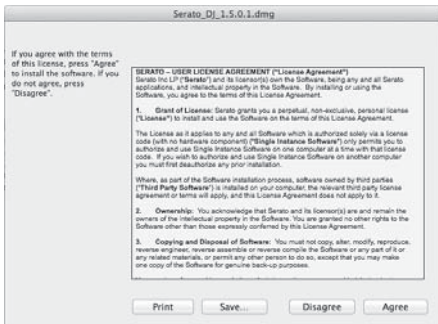 Serato_DJ_1.5.0.1.dmg
If you agree with the terms
of this license, press "Agree"
to install the software. If you
do not agree, press
"Disagree".
SERATO – USER LICENSE AGREEMENT ("License Agreement")
Serato Inc LP ("Serato") and its licensor(s) own the Software, being any and all Serato
applications, and intellectual property in the Software. By installing or using the
Software, you agree to the terms of this License Agreement.
1. Grant of License: Serato grants you a perpetual, non-exclusive, personal license
("License") to install and use the Software on the terms of this License Agreement.
The License as it applies to any and all Software which is authorized solely via a license
code (with no hardware component) ("Single Instance Software") only permits you to
authorize and use Single Instance Software on one computer at a time with that license
code. If you wish to authorize and use Single Instance Software on another computer
you must first deauthorize any prior installation.
Where, as part of the Software installation process, software owned by third parties
("Third Party Software") is installed on your computer, the relevant third party license
agreement or terms will apply, and this License Agreement does not apply to it.
2. Ownership: You acknowledge that Serato and its licensor(s) are and remain the
owners of the intellectual property in the Software. You are granted no other rights to the
Software other than those expressly conferred by this License Agreement.
3. Copying and Disposal of Software: You must not copy, alter, modify, reproduce,
reverse engineer, reverse assemble or reverse compile the Software or any part of it or
any related materials, or permit any other person to do so, except that you may make
one copy of the Software for genuine back-up purposes.
Print Save... Disagree Agree